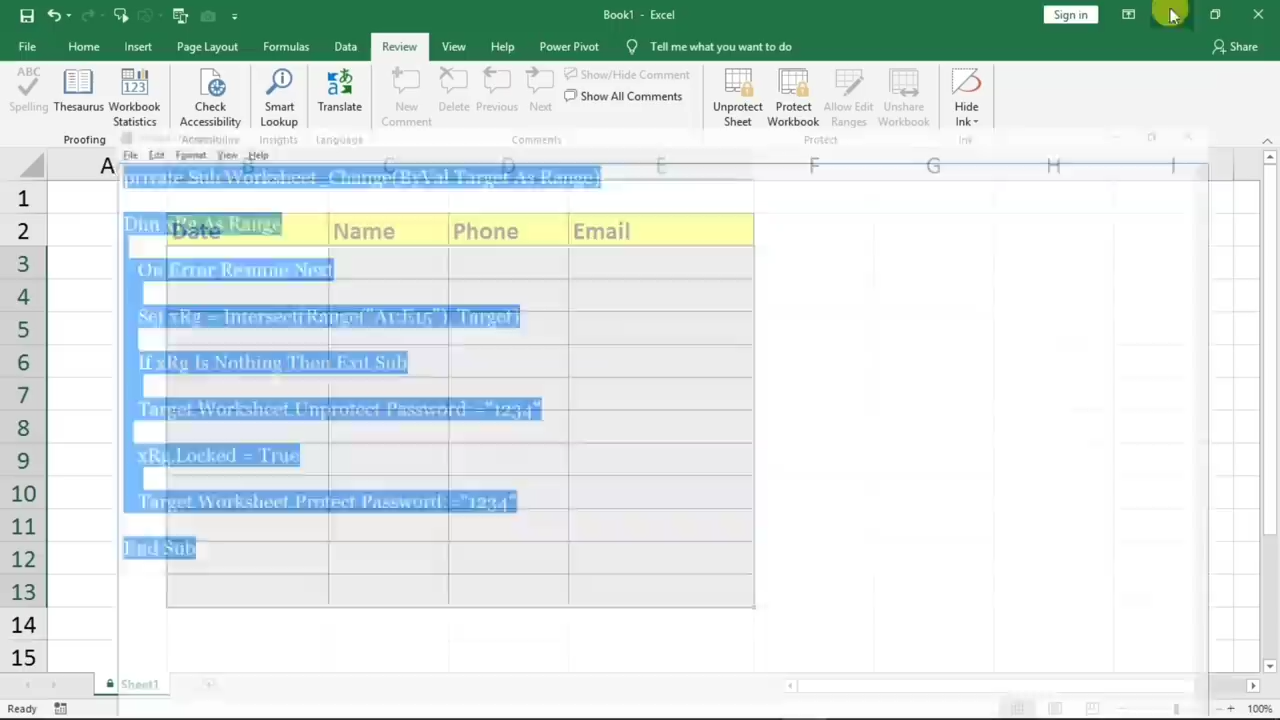 Book1 - Excel
Sign in
File Home Insert Page Layout Formulas Data Review View Help Power Pivot Tell me what you want to do Share
ABC Spelling
Thesaurus
123 Workbook Statistics
Check Accessibility
Smart Lookup
Translate
New Comment
Delete
Previous
Next
Show/Hide Comment
Show All Comments
Unprotect Sheet
Protect Workbook
Allow Edit Ranges
Unshare Workbook
Hide Ink
Proofing Accessibility Insights Language Comments Protect Ink
File Edit Format View Help
A B C D E F G H I
private Sub Worksheet_Change(ByVal Target As Range)
Dim xRg As Range
On Error Resume Next
Set xRg = Intersect(Range("A1:E15"), Target)
If xRg Is Nothing Then Exit Sub
Target.Worksheet.Unprotect Password:="1234"
xRg.Locked = True
Target.Worksheet.Protect Password:="1234"
End Sub
1
2 Date Name Phone Email
3
4
5
6
7
8
9
10
11
12
13
14
15
Sheet1
Ready
100%